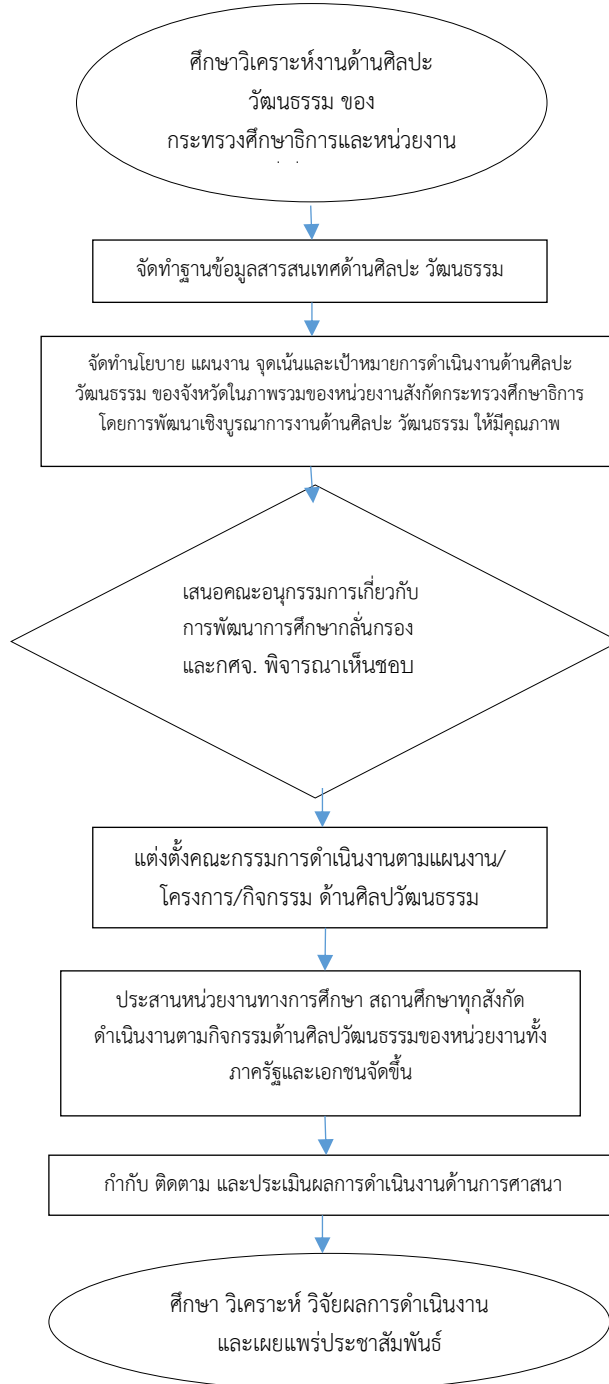 ศึกษาวิเคราะห์งานด้านศิลปะ
วัฒนธรรม ของ
กระทรวงศึกษาธิการและหน่วยงาน
จัดทำฐานข้อมูลสารสนเทศด้านศิลปะ วัฒนธรรม
จัดทำนโยบาย แผนงาน จุดเน้นและเป้าหมายการดำเนินงานด้านศิลปะ
วัฒนธรรม ของจังหวัดในภาพรวมของหน่วยงานสังกัดกระทรวงศึกษาธิการ
โดยการพัฒนาเชิงบูรณาการงานด้านศิลปะ วัฒนธรรม ให้มีคุณภาพ
เสนอคณะอนุกรรมการเกี่ยวกับ
การพัฒนาการศึกษากลั่นกรอง
และกศจ. พิจารณาเห็นชอบ
แต่งตั้งคณะกรรมการดำเนินงานตามแผนงาน/
โครงการ/กิจกรรม ด้านศิลปวัฒนธรรม
ประสานหน่วยงานทางการศึกษา สถานศึกษาทุกสังกัด
ดำเนินงานตามกิจกรรมด้านศิลปวัฒนธรรมของหน่วยงานทั้ง
ภาครัฐและเอกชนจัดขึ้น
กำกับ ติดตาม และประเมินผลการดำเนินงานด้านการศาสนา
ศึกษา วิเคราะห์ วิจัยผลการดำเนินงาน
และเผยแพร่ประชาสัมพันธ์